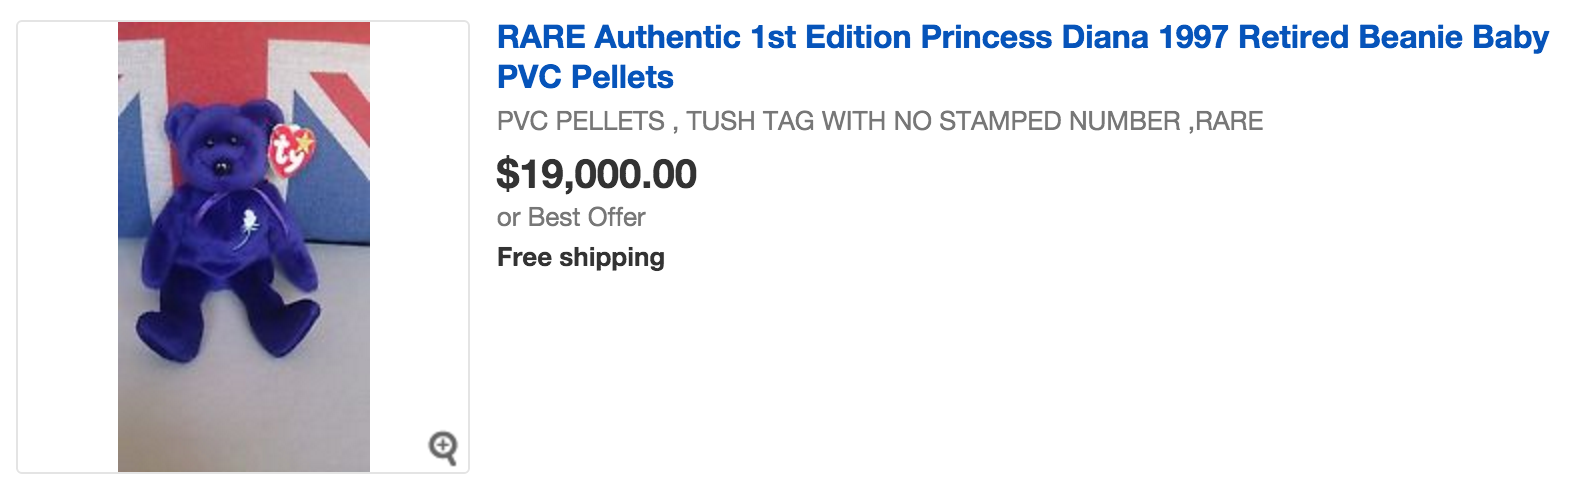 RARE Authentic 1st Edition Princess Diana 1997 Retired Beanie Baby
PVC Pellets
PVC PELLETS , TUSH TAG WITH NO STAMPED NUMBER ,RARE
$19,000.00
or Best Offer
Free shipping
ty